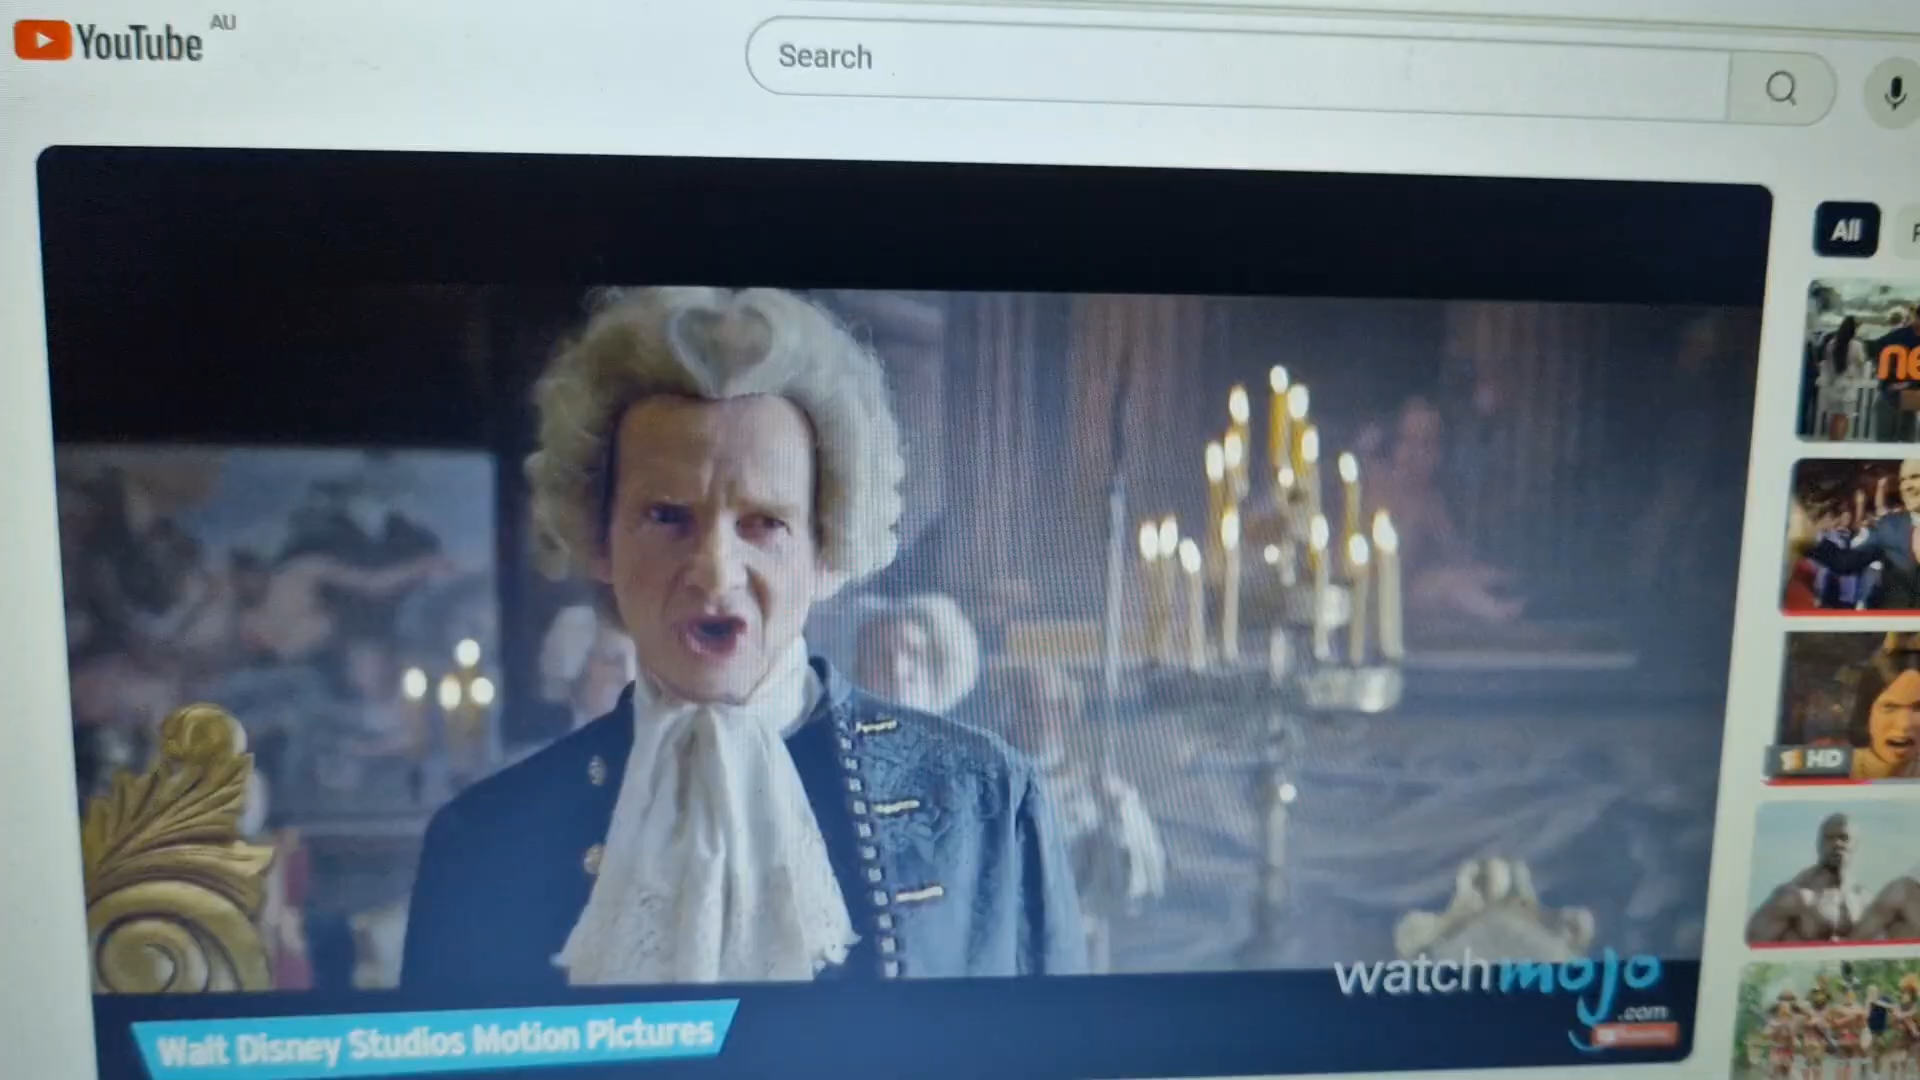 YouTube AU
Search
All
ne
HD
watchmojo
.com
Walt Disney Studios Motion Pictures